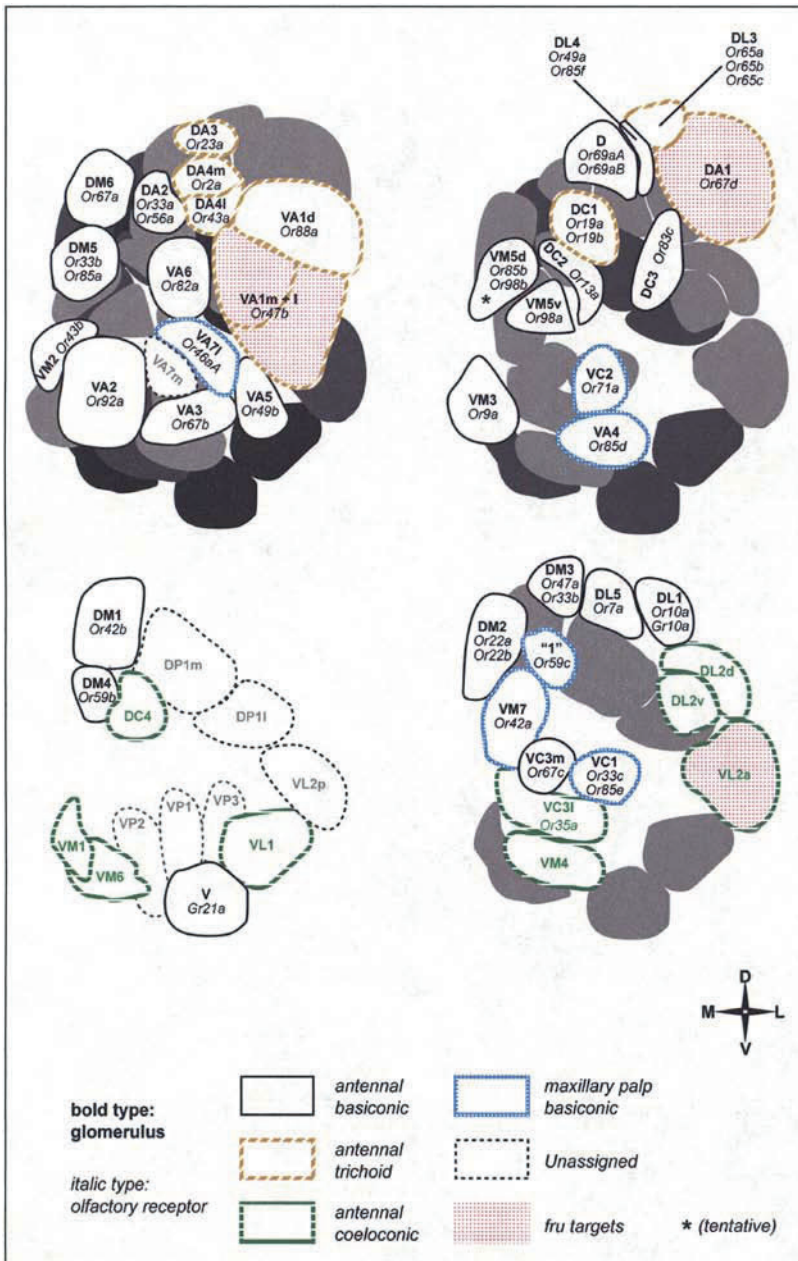 DA3
Or23a
DM6
Or67a
DA2
Or33a
Or56a
DA4m
Or2a
DA4l
Or43a
VA1d
Or88a
DM5
Or33b
Or85a
VA6
Or82a
VA1m + l
Or47b
VM2 Or43b
VA7l
Or46aA
VA7m
VA2
Or92a
VA3
Or67b
VA5
Or49b
DL4
Or49a
Or85f
DL3
Or65a
Or65b
Or65c
D
Or69aA
Or69aB
DA1
Or67d
DC1
Or19a
Or19b
VM5d
Or85b
Or98b
*
DC2 Or13a
DC3 Or83c
VM5v
Or98a
VM3
Or9a
VC2
Or71a
VA4
Or85d
DM1
Or42b
DP1m
DM4
Or59b
DC4
DP1l
VL2p
VP2
VP1
VP3
VM1
VM6
VL1
V
Gr21a
DM3
Or47a
Or33b
DL5
Or7a
DL1
Or10a
Gr10a
DM2
Or22a
Or22b
"1"
Or59c
DL2d
DL2v
VM7
Or42a
VC3m
Or67c
VC1
Or33c
Or85e
VL2a
VC3l
Or35a
VM4
D
M L
V
bold type:
glomerulus
italic type:
olfactory receptor
antennal
basiconic
antennal
trichoid
antennal
coeloconic
maxillary palp
basiconic
Unassigned
fru targets
* (tentative)